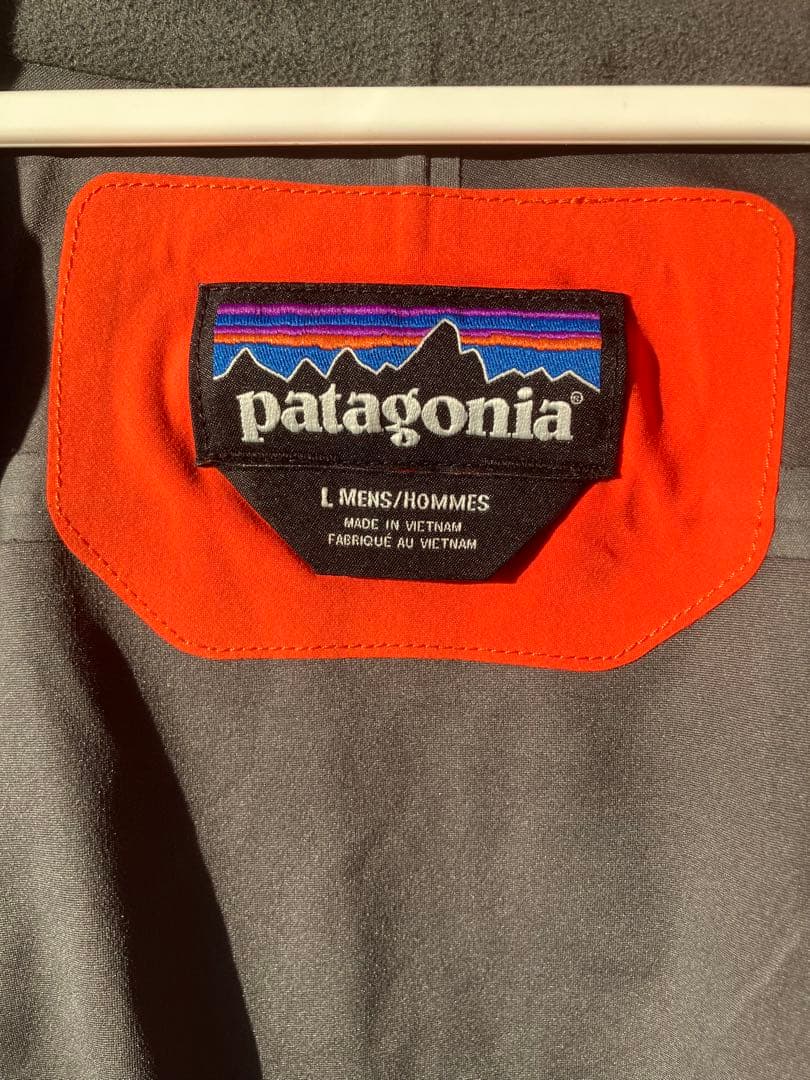 patagonia®
L MENS/HOMMES
MADE IN VIETNAM
FABRIQUÉ AU VIETNAM